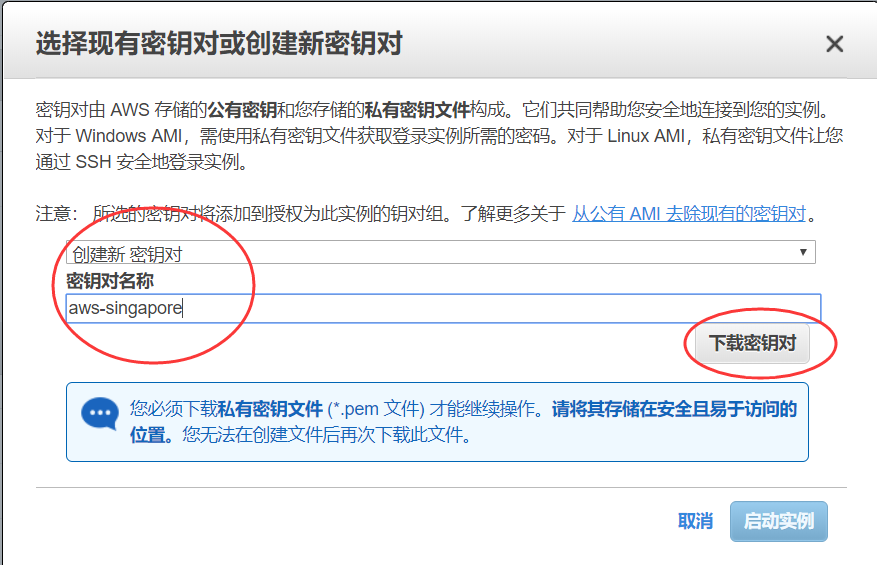 选择现有密钥对或创建新密钥对
密钥对由 AWS 存储的公有密钥和您存储的私有密钥文件构成。它们共同帮助您安全地连接到您的实例。
对于 Windows AMI，需使用私有密钥文件获取登录实例所需的密码。对于 Linux AMI，私有密钥文件让您
通过 SSH 安全地登录实例。
注意： 所选的密钥对将添加到授权为此实例的钥对组。了解更多关于 从公有 AMI 去除现有的密钥对。
创建新 密钥对
密钥对名称
aws-singapore
下载密钥对
您必须下载私有密钥文件 (*.pem 文件) 才能继续操作。请将其存储在安全且易于访问的
位置。您无法在创建文件后再次下载此文件。
取消
启动实例